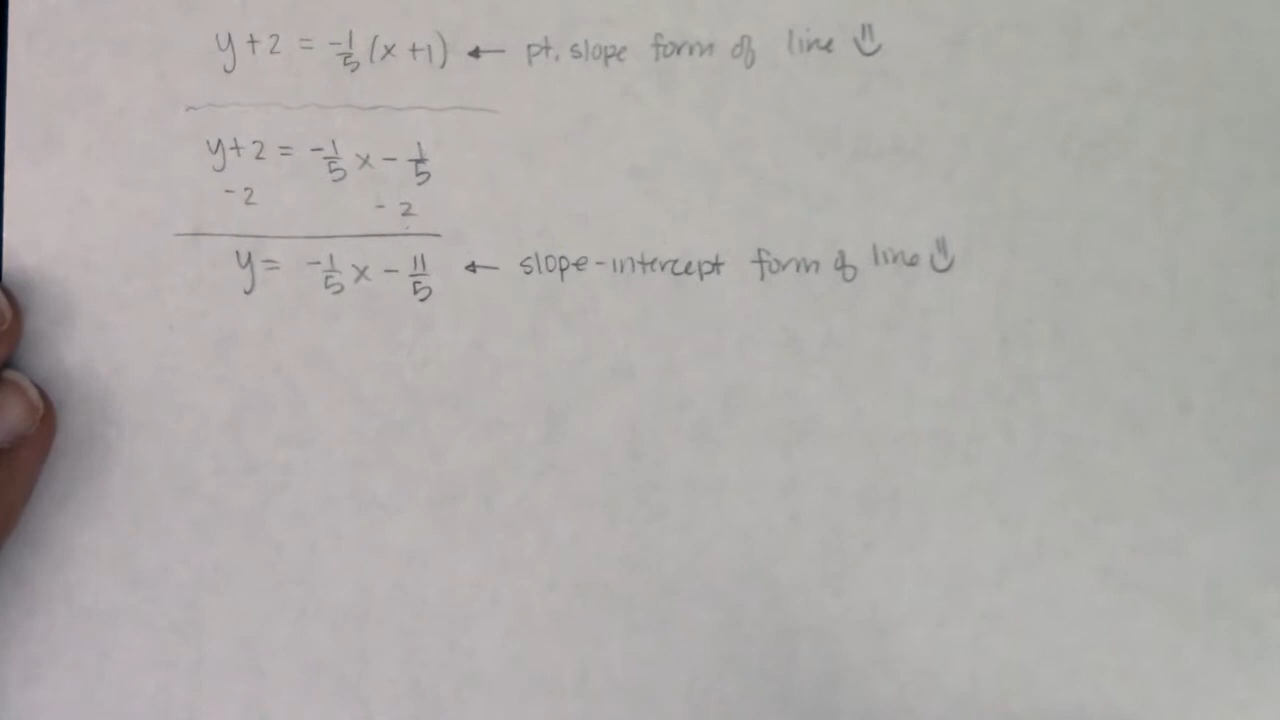 y+2 = -1/5 (x+1) ← pt. slope form of line
y+2 = -1/5 x - 1/5
-2 -2
y = -1/5 x - 11/5 ← slope-intercept form of line